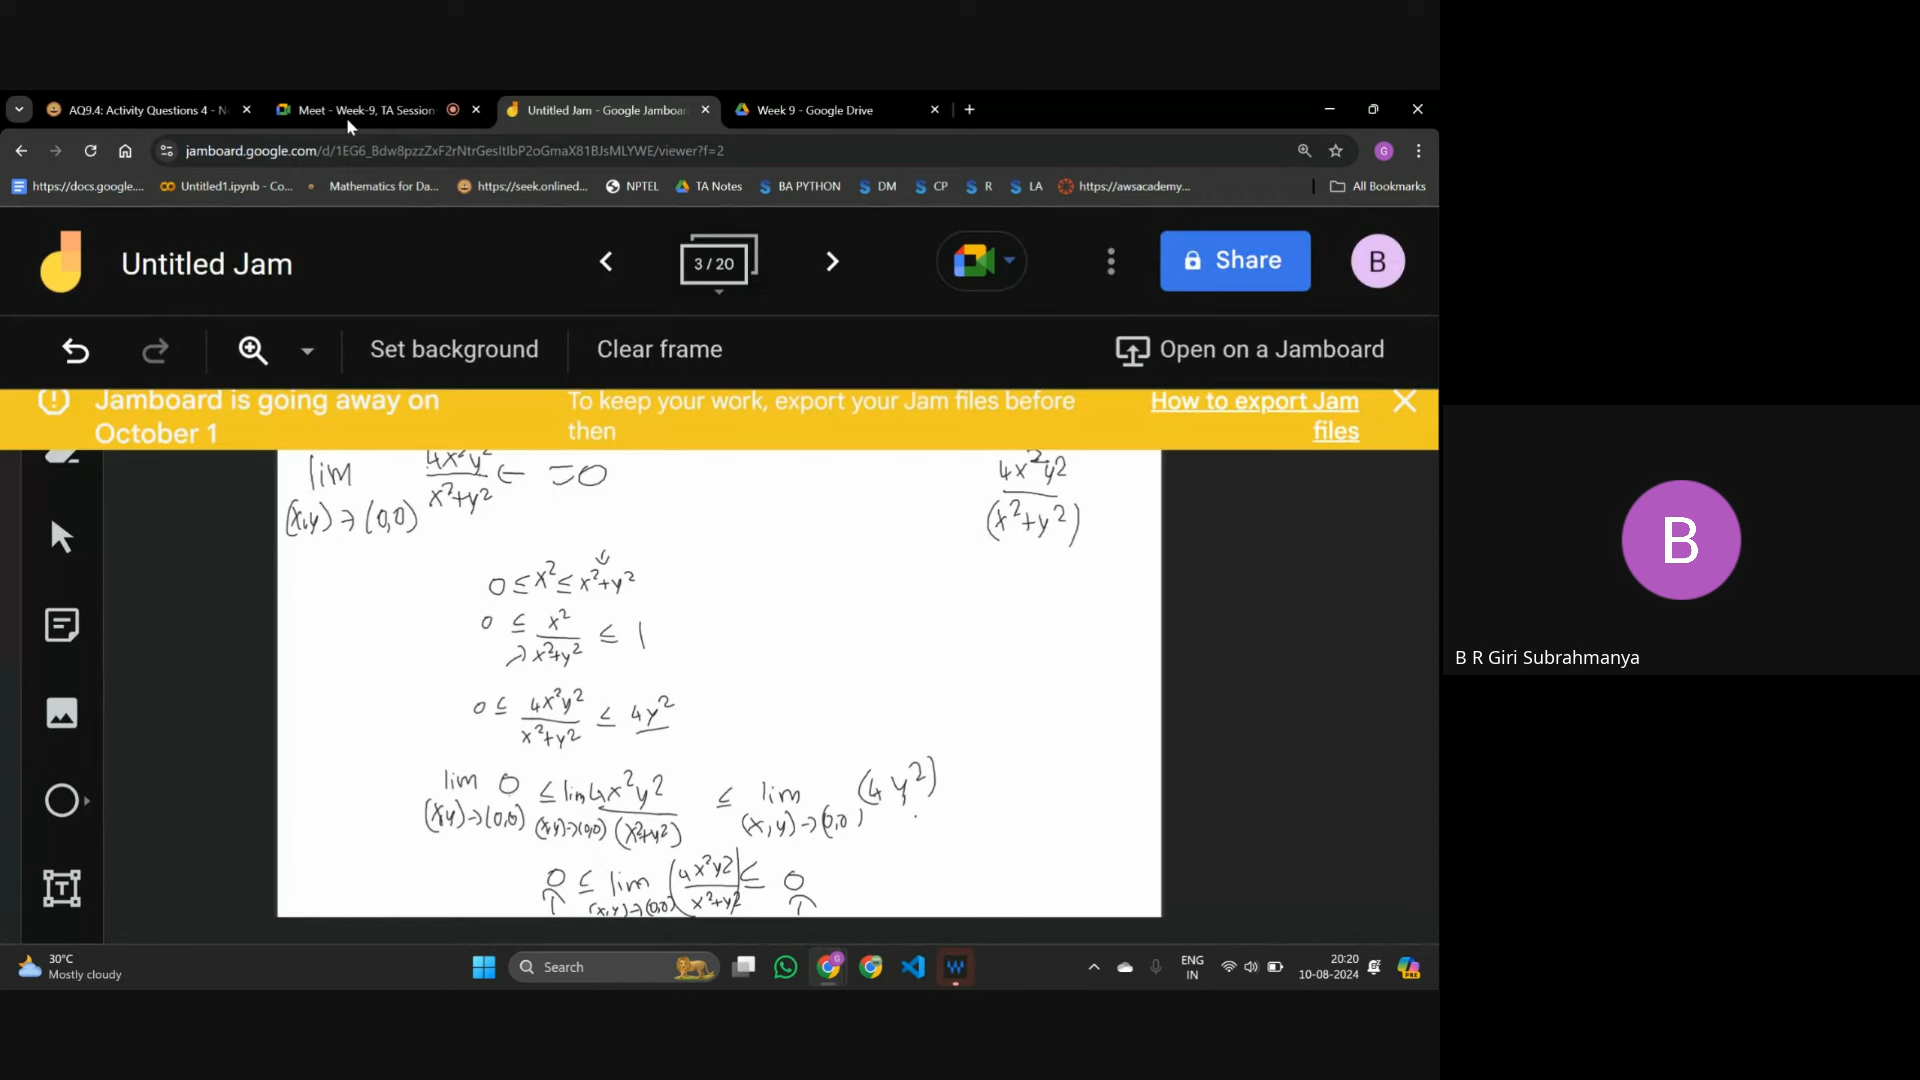 AQ9.4: Activity Questions 4 - N
Meet - Week-9, TA Session
Untitled Jam - Google Jamboar
Week 9 - Google Drive
jamboard.google.com/d/1EG6_Bdw8pzzZxF2rNtrGesItIbP2oGmaX81BJsMLYWE/viewer?f=2
G
https://docs.google....
Untitled1.ipynb - Co...
Mathematics for Da...
https://seek.onlined...
NPTEL
TA Notes
BA PYTHON
DM
CP
R
LA
https://awsacademy...
All Bookmarks
Untitled Jam
3 / 20
Share
B
Set background
Clear frame
Open on a Jamboard
Jamboard is going away on
October 1
To keep your work, export your Jam files before
then
How to export Jam
files
lim (x,y)→(0,0) 4x²y²/x²+y² ← =0
4x²y²/(x²+y²)
0 ≤ x² ≤ x²+y²
0 ≤ x²/x²+y² ≤ 1
0 ≤ 4x²y²/x²+y² ≤ 4y²
lim (x,y)→(0,0) 0 ≤ lim (x,y)→(0,0) 4x²y²/(x²+y²) ≤ lim (x,y)→(0,0) (4y²)
0 ≤ lim (x,y)→(0,0) (4x²y²/x²+y²) ≤ 0
B
B R Giri Subrahmanya
30°C
Mostly cloudy
Search
ENG
IN
20:20
10-08-2024